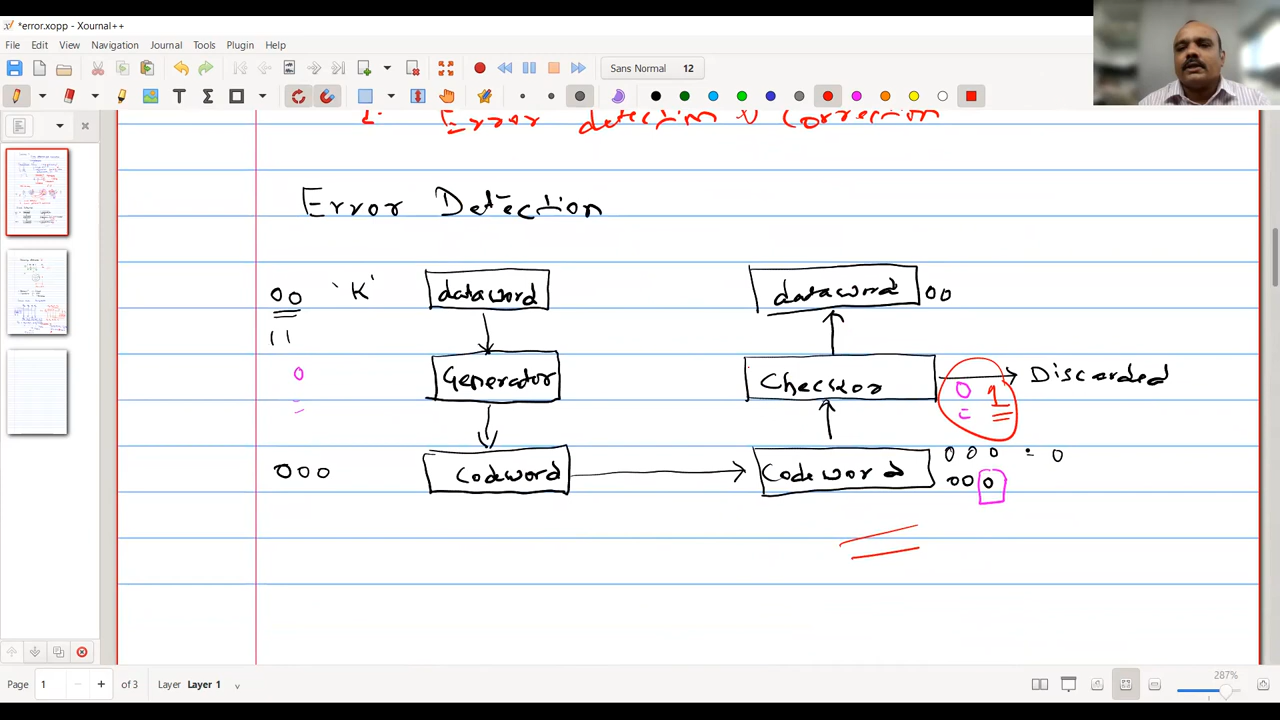 *error.xopp - Xournal++
File Edit View Navigation Journal Tools Plugin Help
Sans Normal 12
Error detection & Correction
Error Detection
00 'K' dataword dataword 00
11
0 Generator Checker Discarded
0 1
000 Codeword Codeword 000 : 0
000
Page 1 of 3 Layer Layer 1 287%